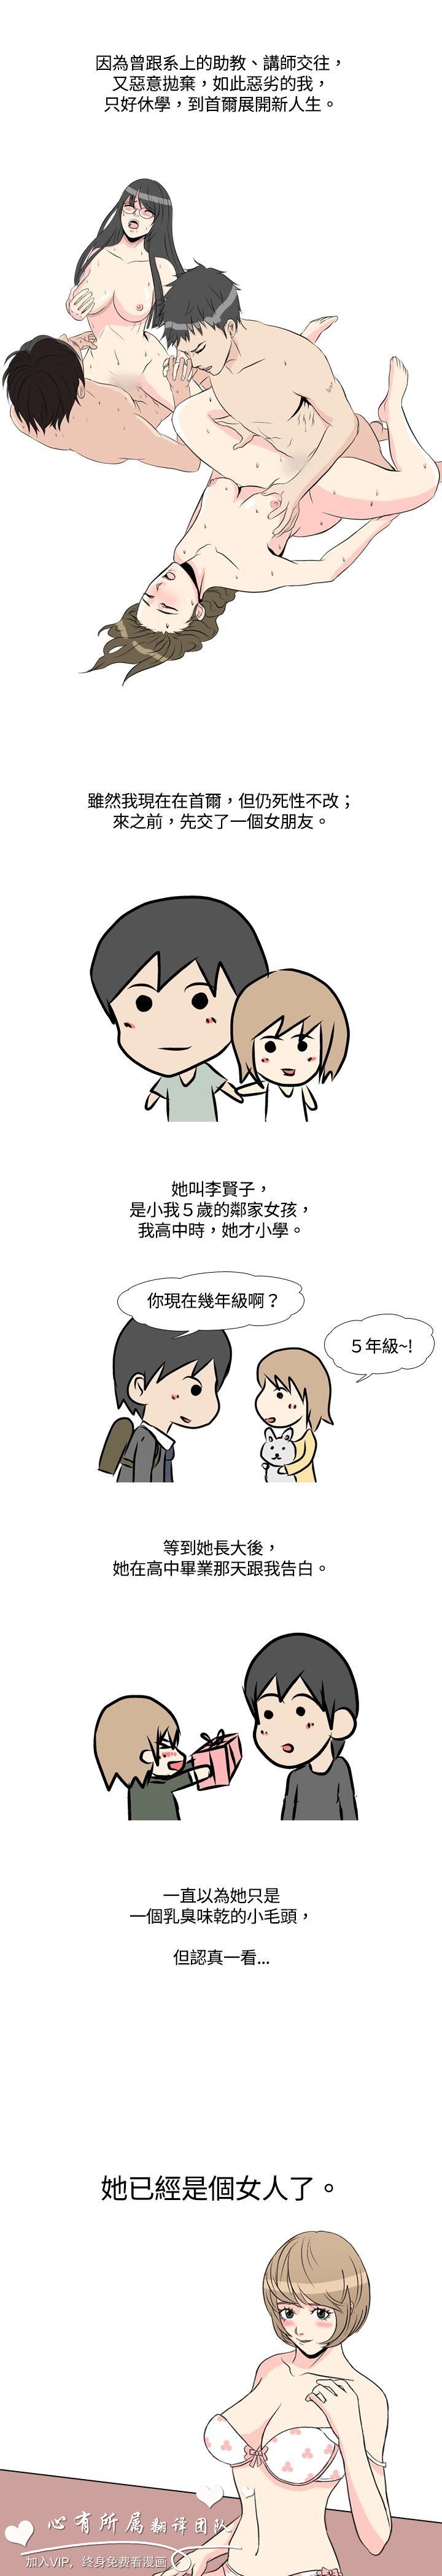 因為曾跟系上的助教、講師交往，
又惡意拋棄，如此惡劣的我，
只好休學，到首爾展開新人生。
雖然我現在在首爾，但仍死性不改；
來之前，先交了一個女朋友。
她叫李賢子，
是小我５歲的鄰家女孩，
我高中時，她才小學。
你現在幾年級啊？
５年級~!
等到她長大後，
她在高中畢業那天跟我告白。
一直以為她只是
一個乳臭味乾的小毛頭，
但認真一看...
她已經是個女人了。
心有所属翻译团队
加入VIP，终身免费看漫画